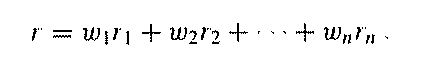 r = w₁r₁ + w₂r₂ + ··· + wₙrₙ.